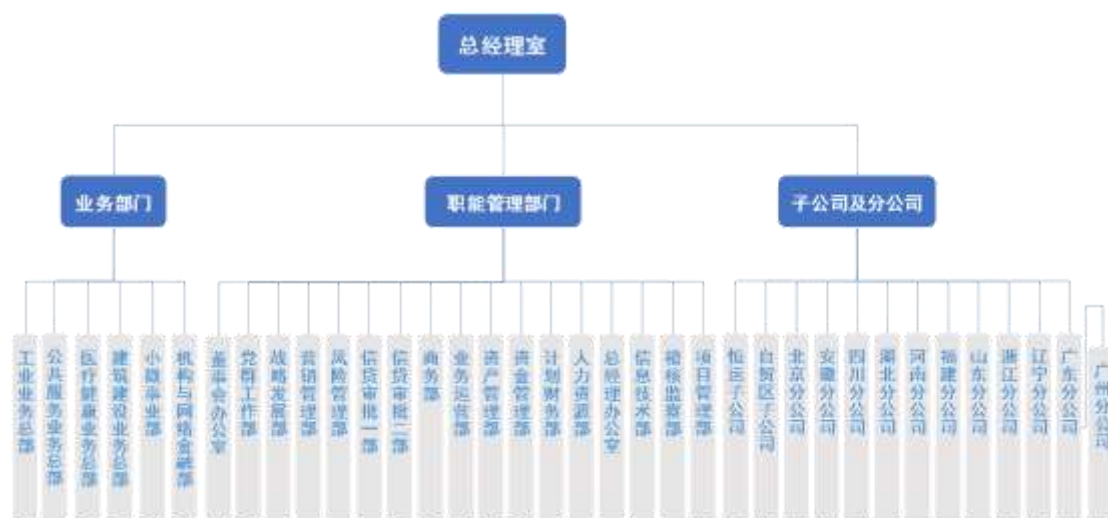 总经理室
业务部门
职能管理部门
子公司及分公司
工业业务总部
公共服务业务总部
医疗健康业务总部
建筑建设业务总部
小微事业部
机构与网络金融部
董事会办公室
党群工作部
战略发展部
营销管理部
风险管理部
信贷审批一部
信贷审批二部
商务部
业务运营部
资产管理部
资金管理部
计划财务部
人力资源部
总经理办公室
信息技术部
稽核监察部
项目管理部
恒运子公司
自贸区子公司
北京分公司
安徽分公司
四川分公司
湖北分公司
河南分公司
福建分公司
山东分公司
浙江分公司
辽宁分公司
广东分公司
广州分公司